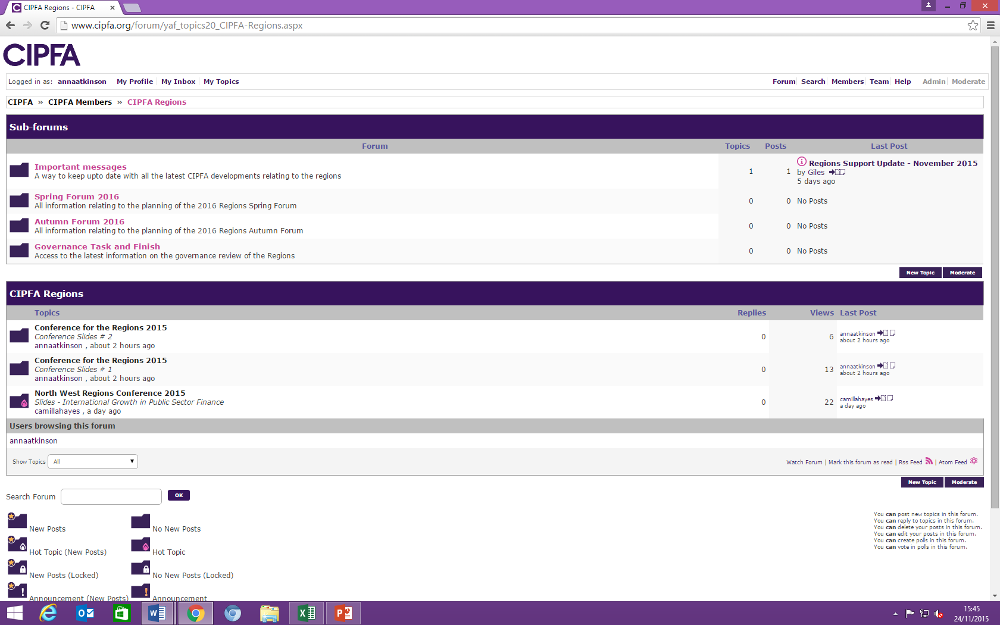 CIPFA Regions - CIPFA
www.cipfa.org/forum/yaf_topics20_CIPFA-Regions.aspx
CIPFA
Logged in as: annaatkinson My Profile My Inbox My Topics Forum Search Members Team Help Admin Moderate
CIPFA » CIPFA Members » CIPFA Regions
Sub-forums
Forum Topics Posts Last Post
Important messages
A way to keep upto date with all the latest CIPFA developments relating to the regions
1 1 Regions Support Update - November 2015
by Giles
5 days ago
Spring Forum 2016
All information relating to the planning of the 2016 Regions Spring Forum
0 0 No Posts
Autumn Forum 2016
All information relating to the planning of the 2016 Regions Autumn Forum
0 0 No Posts
Governance Task and Finish
Access to the latest information on the governance review of the Regions
0 0 No Posts
New Topic Moderate
CIPFA Regions
Topics Replies Views Last Post
Conference for the Regions 2015
Conference Slides # 2
annaatkinson , about 2 hours ago
0 6 annaatkinson
about 2 hours ago
Conference for the Regions 2015
Conference Slides # 1
annaatkinson , about 2 hours ago
0 13 annaatkinson
about 2 hours ago
North West Regions Conference 2015
Slides - International Growth in Public Sector Finance
camillahayes , a day ago
0 22 camillahayes
a day ago
Users browsing this forum
annaatkinson
Show Topics All Watch Forum | Mark this forum as read | Rss Feed | Atom Feed
New Topic Moderate
Search Forum OK
New Posts No New Posts
Hot Topic (New Posts) Hot Topic
New Posts (Locked) No New Posts (Locked)
Announcement (New Posts) Announcement
You can post new topics in this forum.
You can reply to topics in this forum.
You can delete your posts in this forum.
You can edit your posts in this forum.
You can create polls in this forum.
You can vote in polls in this forum.
15:45
24/11/2015